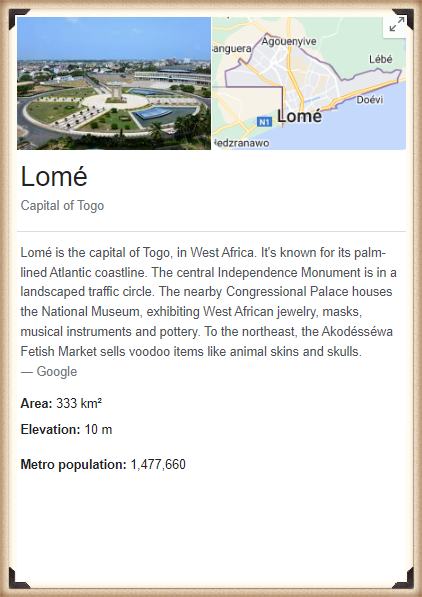 anguera
Agouenyive
Lébé
Doévi
Lomé
N1
Hedzranawo
Lomé
Capital of Togo
Lomé is the capital of Togo, in West Africa. It's known for its palm-
lined Atlantic coastline. The central Independence Monument is in a
landscaped traffic circle. The nearby Congressional Palace houses
the National Museum, exhibiting West African jewelry, masks,
musical instruments and pottery. To the northeast, the Akodésséwa
Fetish Market sells voodoo items like animal skins and skulls.
— Google
Area: 333 km²
Elevation: 10 m
Metro population: 1,477,660